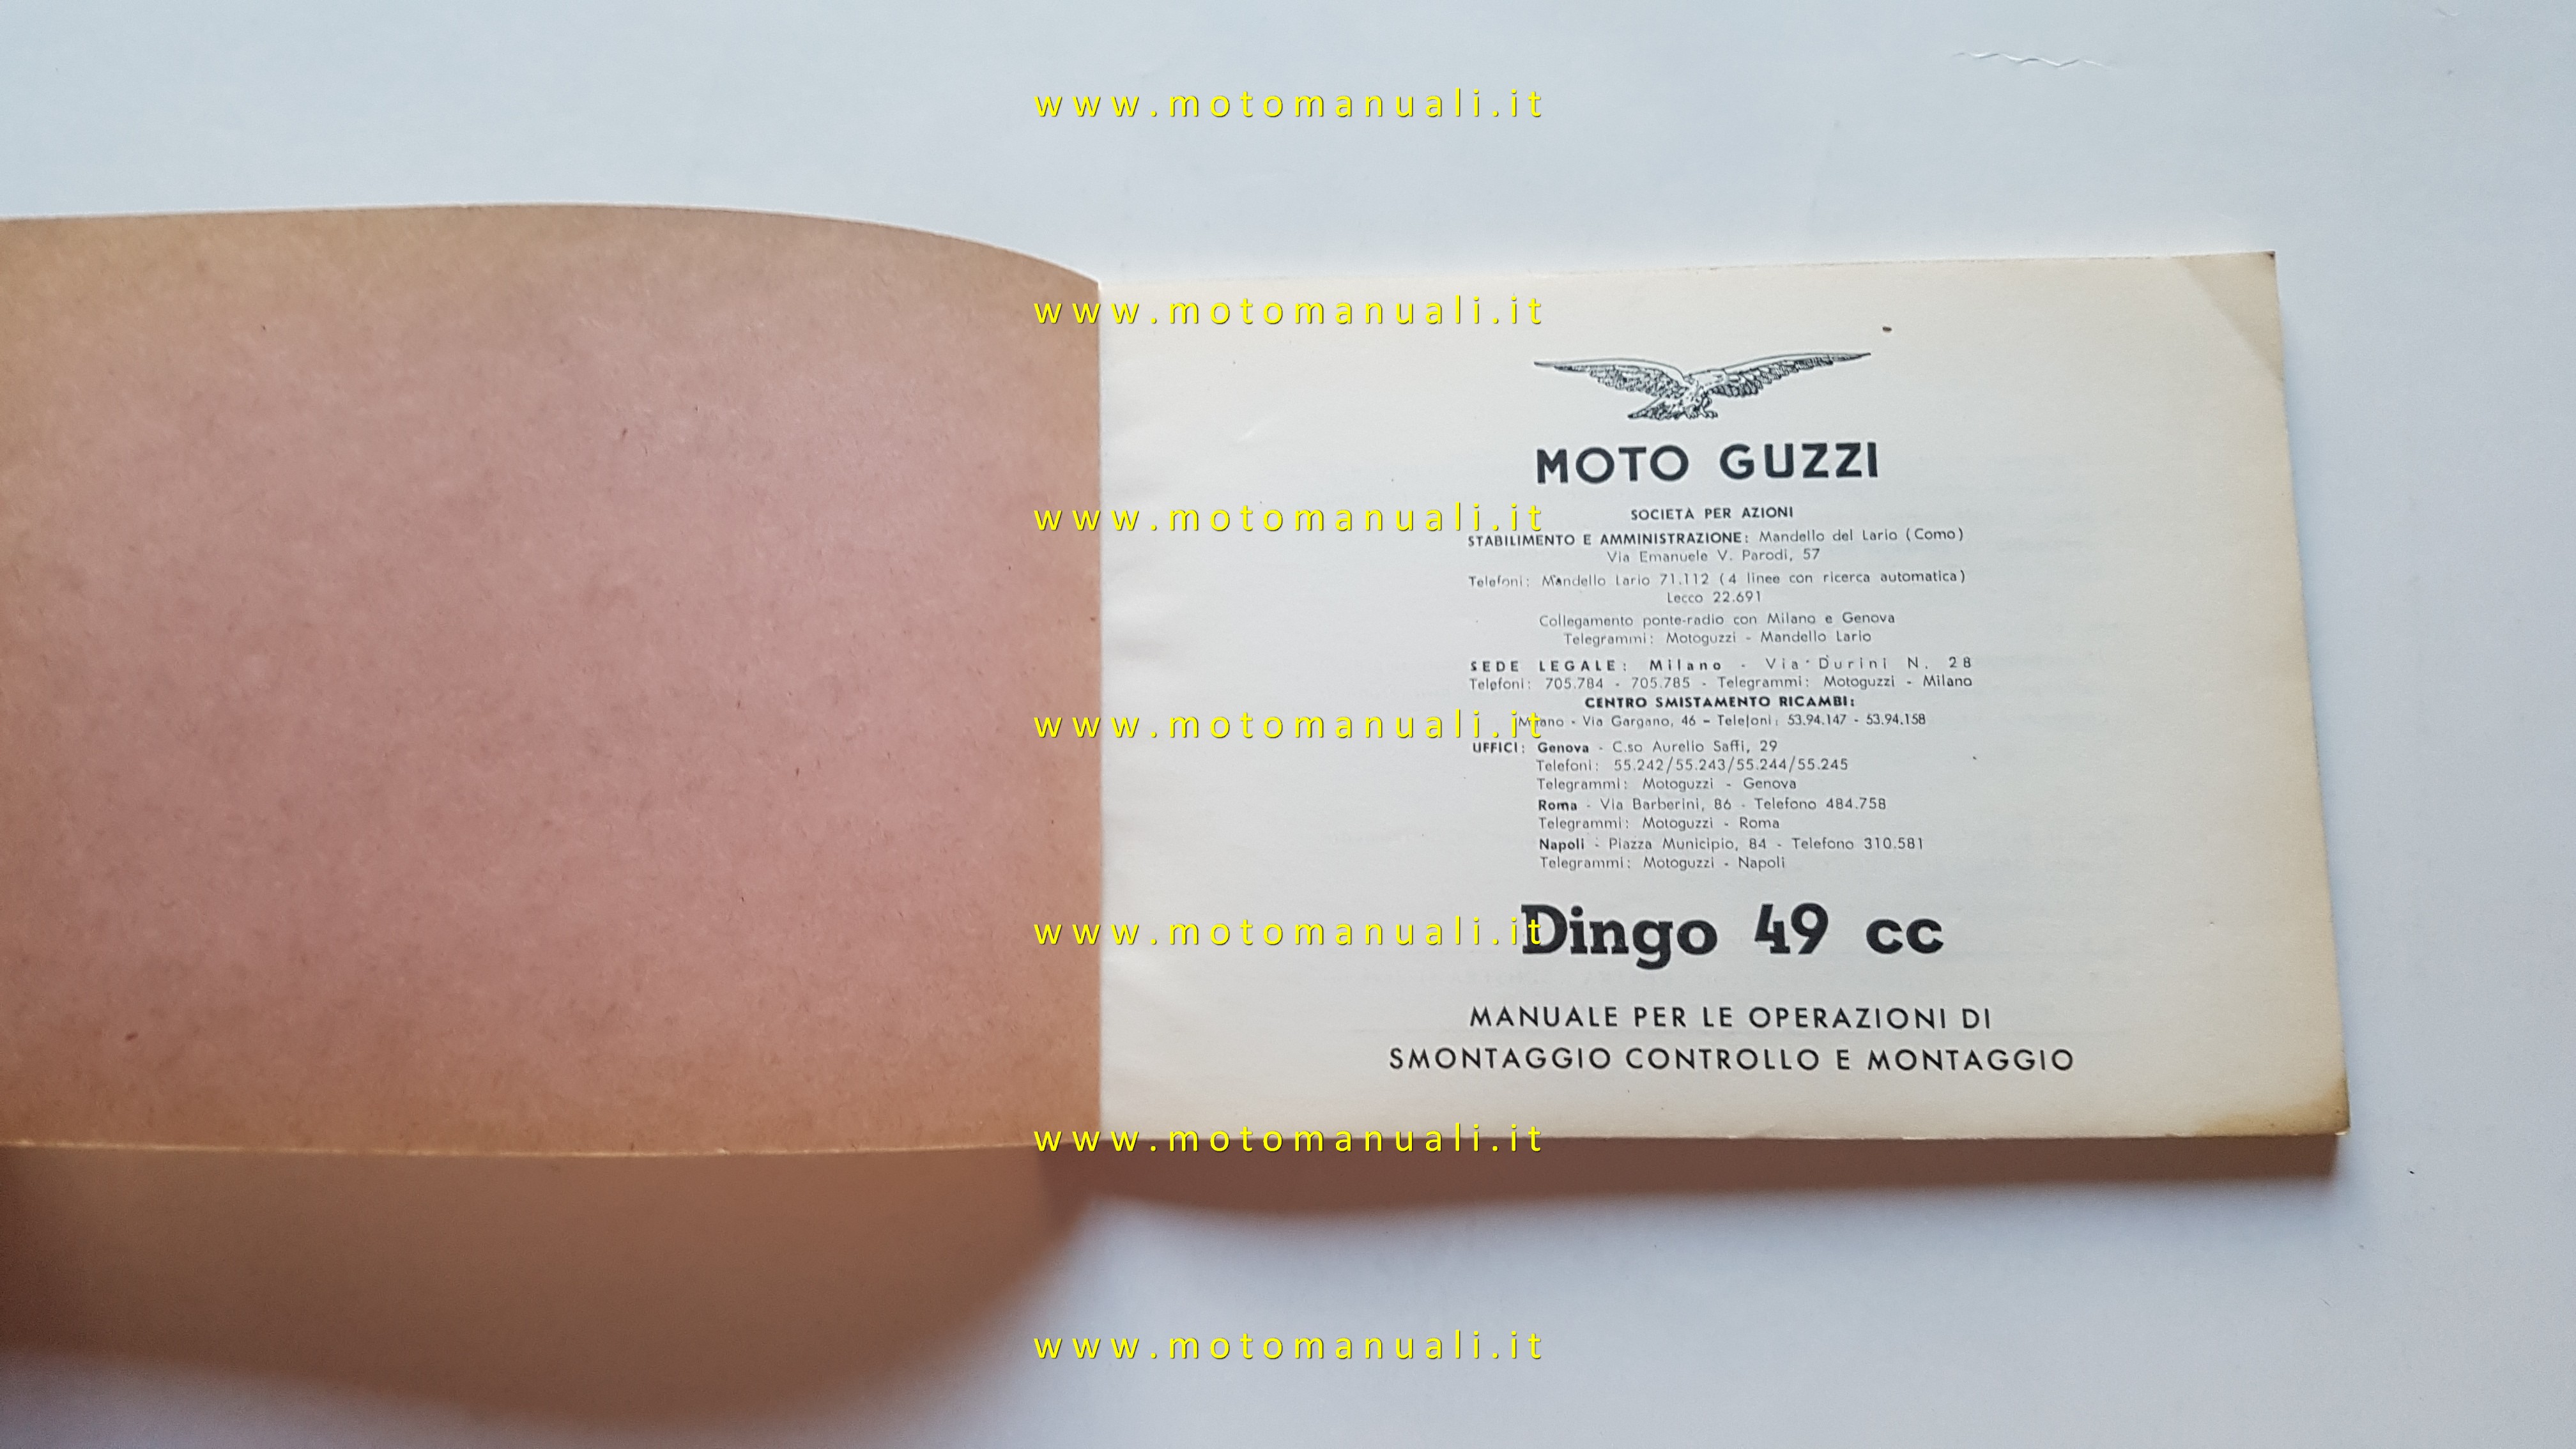 www.motomanuali.it
www.motomanuali.it
MOTO GUZZI
www.motomanuali.it
SOCIETÀ PER AZIONI
STABILIMENTO E AMMINISTRAZIONE: Mandello del Lario (Como)
Via Emanuele V. Parodi, 57
Telefoni: Mandello Lario 71.112 (4 linee con ricerca automatica)
Lecco 22.691
Collegamento ponte-radio con Milano e Genova
Telegrammi: Motoguzzi - Mandello Lario
SEDE LEGALE: Milano - Via Durini N. 28
Telefoni: 705.784 - 705.785 - Telegrammi: Motoguzzi - Milano
CENTRO SMISTAMENTO RICAMBI:
www.motomanuali.it
Milano - Via Gargano, 46 - Telefoni: 53.94.147 - 53.94.158
UFFICI: Genova - C.so Aurelio Saffi, 29
Telefoni: 55.242/55.243/55.244/55.245
Telegrammi: Motoguzzi - Genova
Roma - Via Barberini, 86 - Telefono 484.758
Telegrammi: Motoguzzi - Roma
Napoli - Piazza Municipio, 84 - Telefono 310.581
Telegrammi: Motoguzzi - Napoli
www.motomanuali.it
Dingo 49 cc
MANUALE PER LE OPERAZIONI DI
SMONTAGGIO CONTROLLO E MONTAGGIO
www.motomanuali.it
www.motomanuali.it